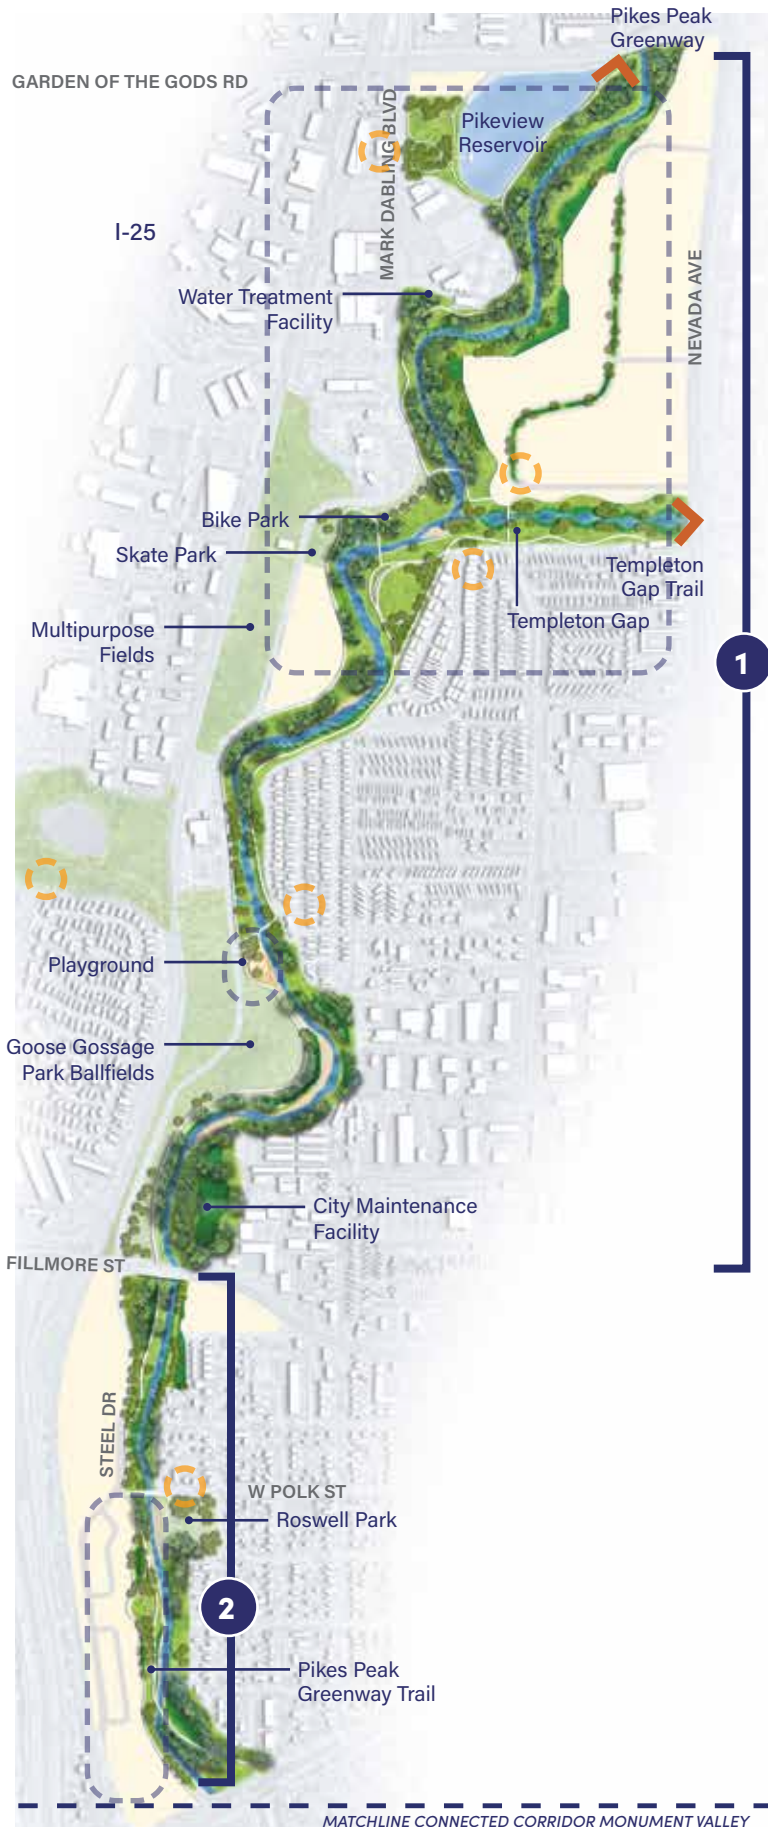 Pikes Peak
Greenway
GARDEN OF THE GODS RD
MARK DABLING BLVD
Pikeview
Reservoir
I-25
NEVADA AVE
Water Treatment
Facility
Bike Park
Skate Park
Templeton
Gap Trail
Templeton Gap
Multipurpose
Fields
1
Playground
Goose Gossage
Park Ballfields
City Maintenance
Facility
FILLMORE ST
STEEL DR
W POLK ST
Roswell Park
2
Pikes Peak
Greenway Trail
MATCHLINE CONNECTED CORRIDOR MONUMENT VALLEY